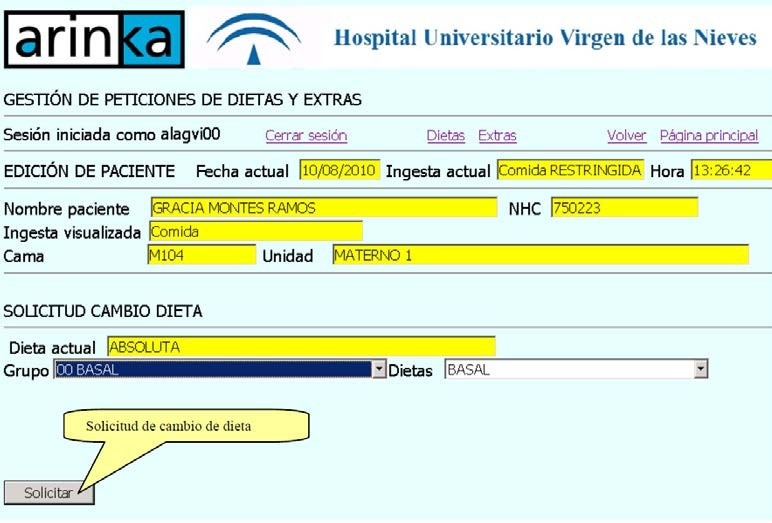 arinka Hospital Universitario Virgen de las Nieves
GESTIÓN DE PETICIONES DE DIETAS Y EXTRAS
Sesión iniciada como alagvi00 Cerrar sesión Dietas Extras Volver Página principal
EDICIÓN DE PACIENTE Fecha actual 10/08/2010 Ingesta actual Comida RESTRINGIDA Hora 13:26:42
Nombre paciente GRACIA MONTES RAMOS NHC 750223
Ingesta visualizada Comida
Cama M104 Unidad MATERNO 1
SOLICITUD CAMBIO DIETA
Dieta actual ABSOLUTA
Grupo 00 BASAL Dietas BASAL
Solicitud de cambio de dieta
Solicitar